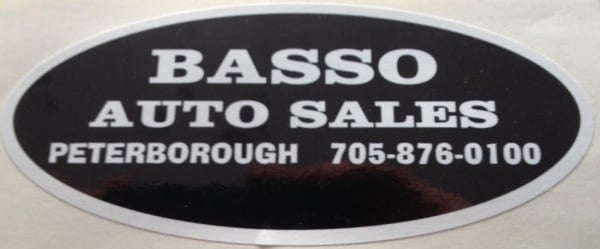 BASSO
AUTO SALES
PETERBOROUGH 705-876-0100